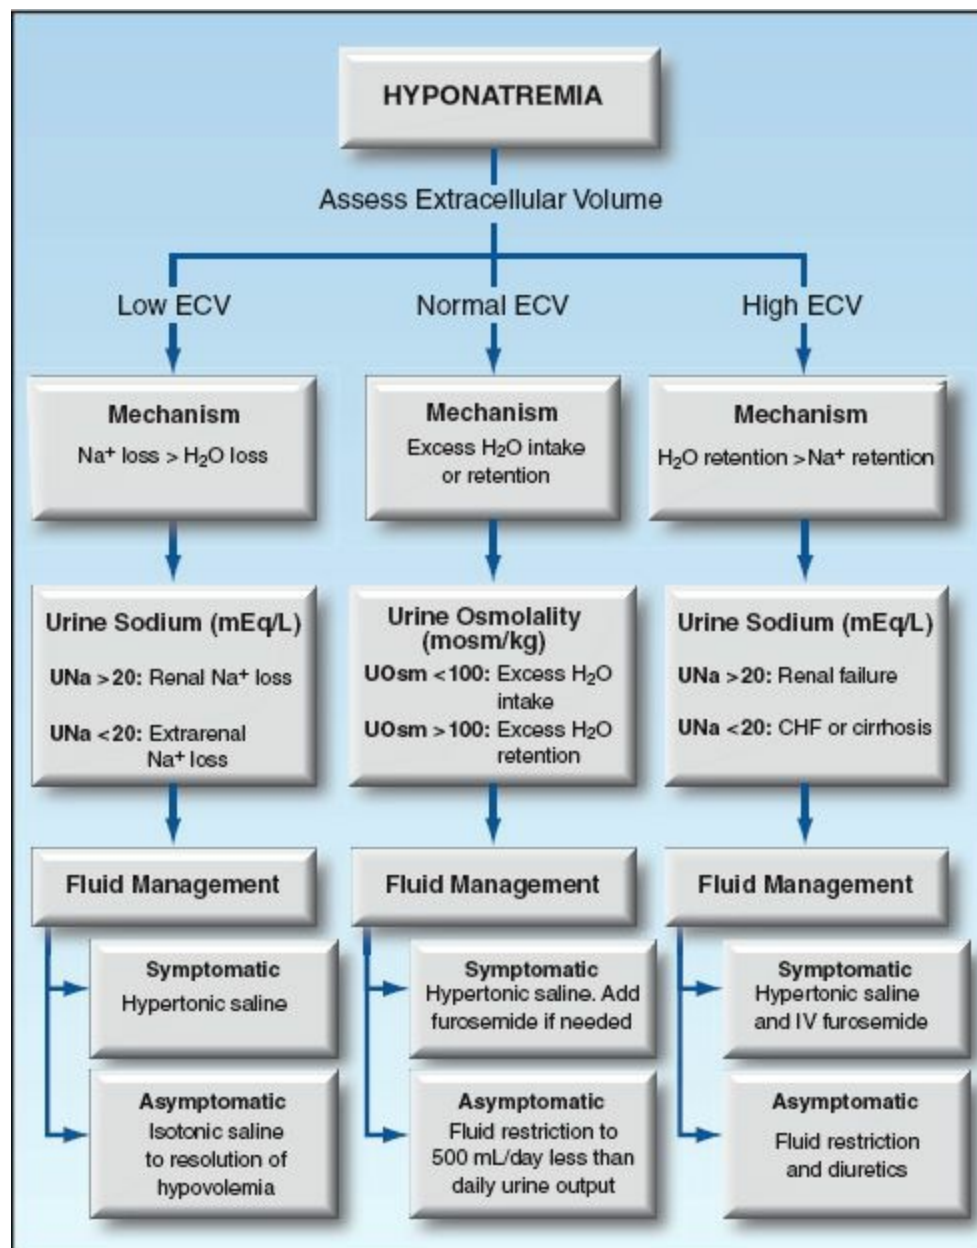 HYPONATREMIA
Assess Extracellular Volume
Low ECV
Normal ECV
High ECV
Mechanism
Na⁺ loss > H₂O loss
Mechanism
Excess H₂O intake
or retention
Mechanism
H₂O retention >Na⁺ retention
Urine Sodium (mEq/L)
UNa >20: Renal Na⁺ loss
UNa <20: Extrarenal
Na⁺ loss
Urine Osmolality
(mosm/kg)
UOsm <100: Excess H₂O
intake
UOsm >100: Excess H₂O
retention
Urine Sodium (mEq/L)
UNa >20: Renal failure
UNa <20: CHF or cirrhosis
Fluid Management
Symptomatic
Hypertonic saline
Asymptomatic
Isotonic saline
to resolution of
hypovolemia
Fluid Management
Symptomatic
Hypertonic saline. Add
furosemide if needed
Asymptomatic
Fluid restriction to
500 mL/day less than
daily urine output
Fluid Management
Symptomatic
Hypertonic saline
and IV furosemide
Asymptomatic
Fluid restriction
and diuretics